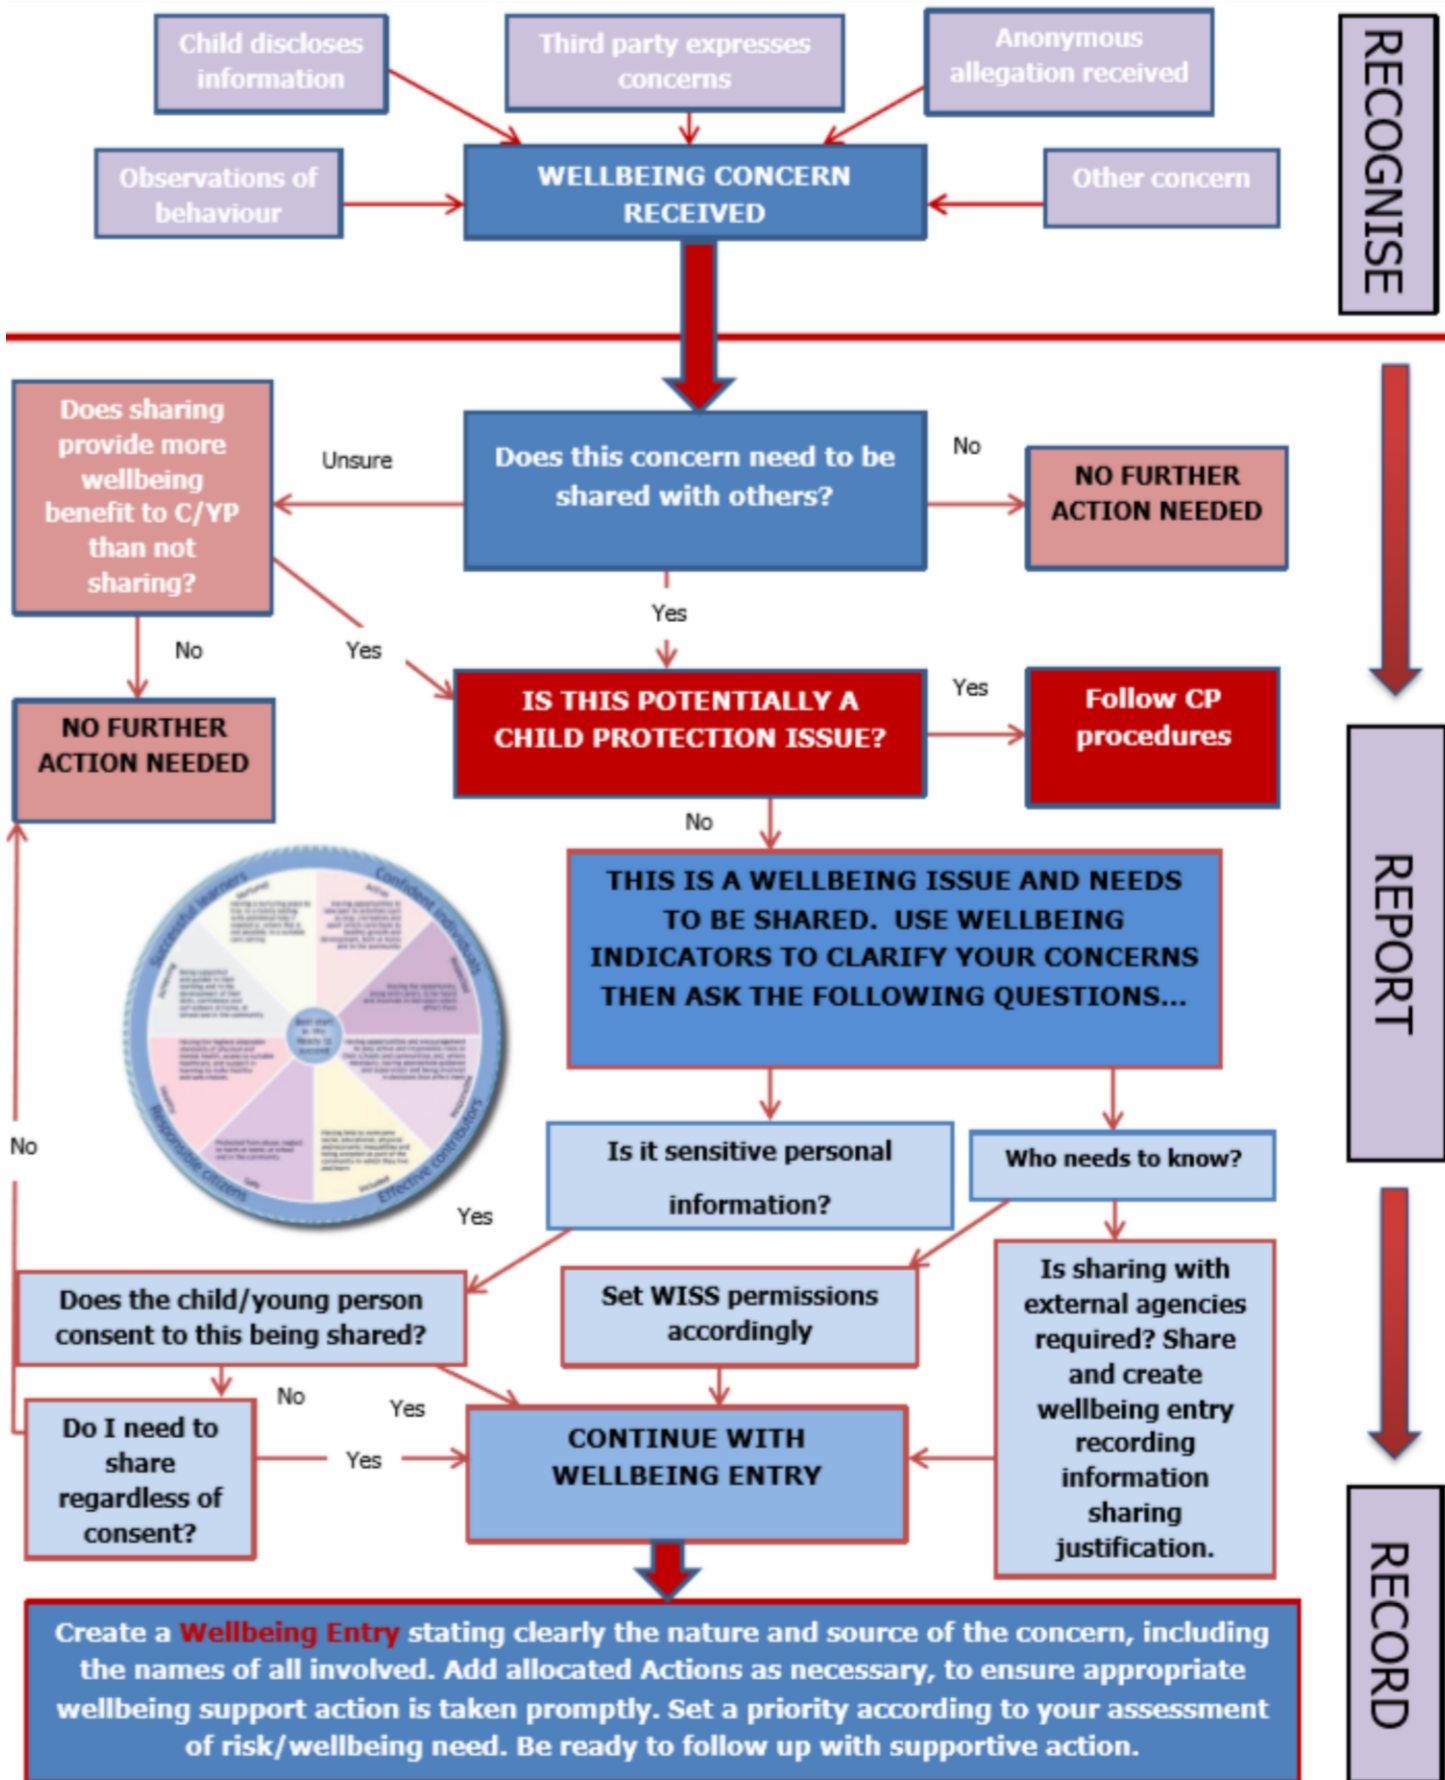 Child discloses
information
Third party expresses
concerns
Anonymous
allegation received
Observations of
behaviour
WELLBEING CONCERN
RECEIVED
Other concern
RECOGNISE
Does sharing
provide more
wellbeing
benefit to C/YP
than not
sharing?
Unsure
Does this concern need to be
shared with others?
No
NO FURTHER
ACTION NEEDED
Yes
No
Yes
NO FURTHER
ACTION NEEDED
IS THIS POTENTIALLY A
CHILD PROTECTION ISSUE?
Yes
Follow CP
procedures
No
REPORT
THIS IS A WELLBEING ISSUE AND NEEDS
TO BE SHARED. USE WELLBEING
INDICATORS TO CLARIFY YOUR CONCERNS
THEN ASK THE FOLLOWING QUESTIONS...
Successful learners
Confident individuals
Nurtured
Active
Achieving
Included
Safe
Responsible citizens
Effective contributors
No
Is it sensitive personal
information?
Who needs to know?
Yes
Does the child/young person
consent to this being shared?
Set WISS permissions
accordingly
Is sharing with
external agencies
required? Share
and create
wellbeing entry
recording
information
sharing
justification.
No
Yes
Do I need to
share
regardless of
consent?
Yes
CONTINUE WITH
WELLBEING ENTRY
RECORD
Create a Wellbeing Entry stating clearly the nature and source of the concern, including
the names of all involved. Add allocated Actions as necessary, to ensure appropriate
wellbeing support action is taken promptly. Set a priority according to your assessment
of risk/wellbeing need. Be ready to follow up with supportive action.